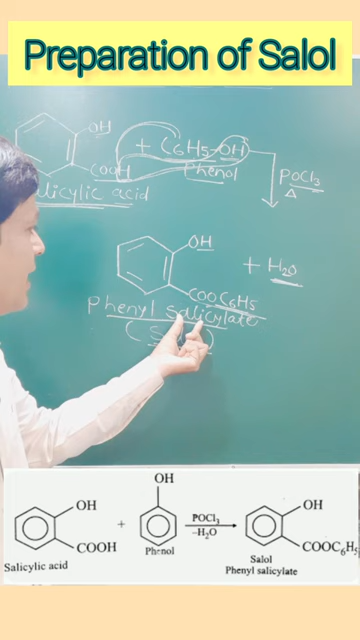 Preparation of Salol
OH
+ C6H5-OH
COOH
Phenol
POCl3
Δ
salicylic acid
OH
COOC6H5
+ H2O
Phenyl salicylate
OH
OH
OH
POCl3
+
-H2O
COOH
COOC6H5
Phenol
Salicylic acid
Salol
Phenyl salicylate